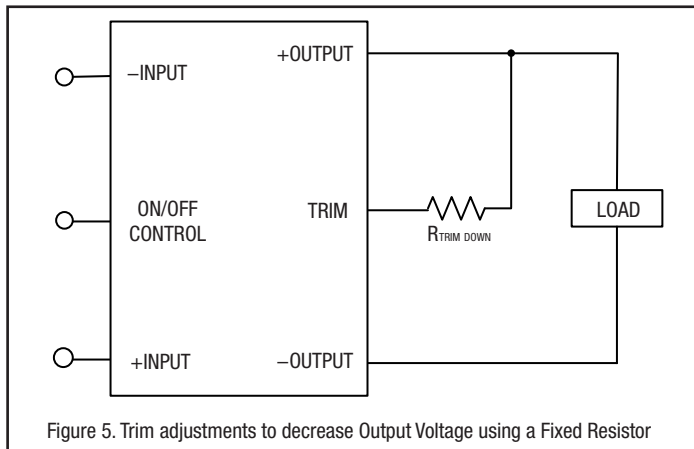 –INPUT
+OUTPUT
ON/OFF
CONTROL
TRIM
RTRIM DOWN
LOAD
+INPUT
–OUTPUT
Figure 5. Trim adjustments to decrease Output Voltage using a Fixed Resistor